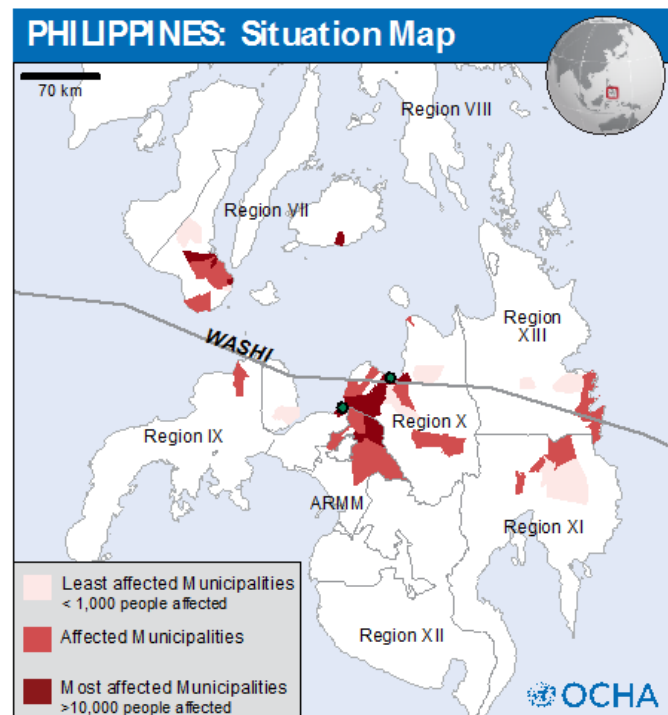 PHILIPPINES: Situation Map
70 km
Region VIII
Region VII
Region
XIII
WASHI
Region X
Region IX
ARMM
Region XI
Region XII
Least affected Municipalities
< 1,000 people affected
Affected Municipalities
Most affected Municipalities
>10,000 people affected
OCHA